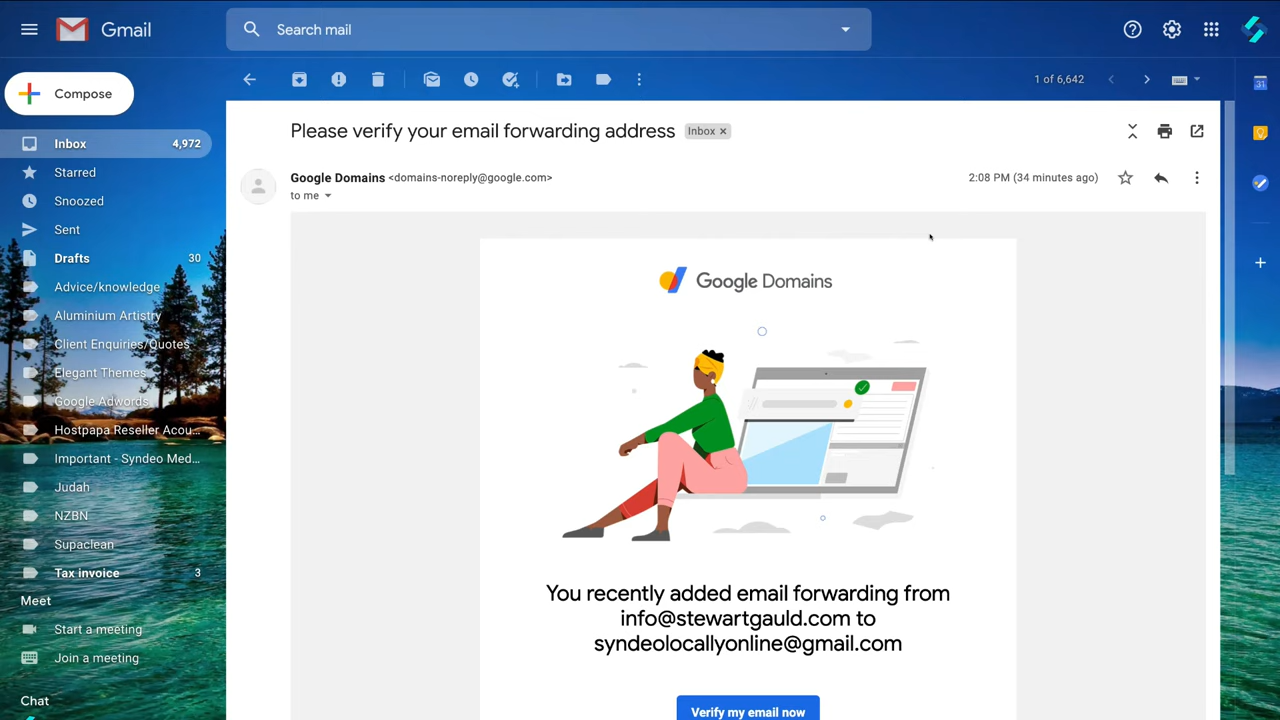 Gmail
Search mail
Compose
1 of 6,642
Inbox 4,972
Starred
Snoozed
Sent
Drafts 30
Advice/knowledge
Aluminium Artistry
Client Enquiries/Quotes
Elegant Themes
Google Adwords
Hostpapa Reseller Acou...
Important - Syndeo Med...
Judah
NZBN
Supaclean
Tax invoice 3
Meet
Start a meeting
Join a meeting
Chat
Please verify your email forwarding address Inbox ×
Google Domains <domains-noreply@google.com>
2:08 PM (34 minutes ago)
to me
Google Domains
You recently added email forwarding from
info@stewartgauld.com to
syndeolocallyonline@gmail.com
Verify my email now
31